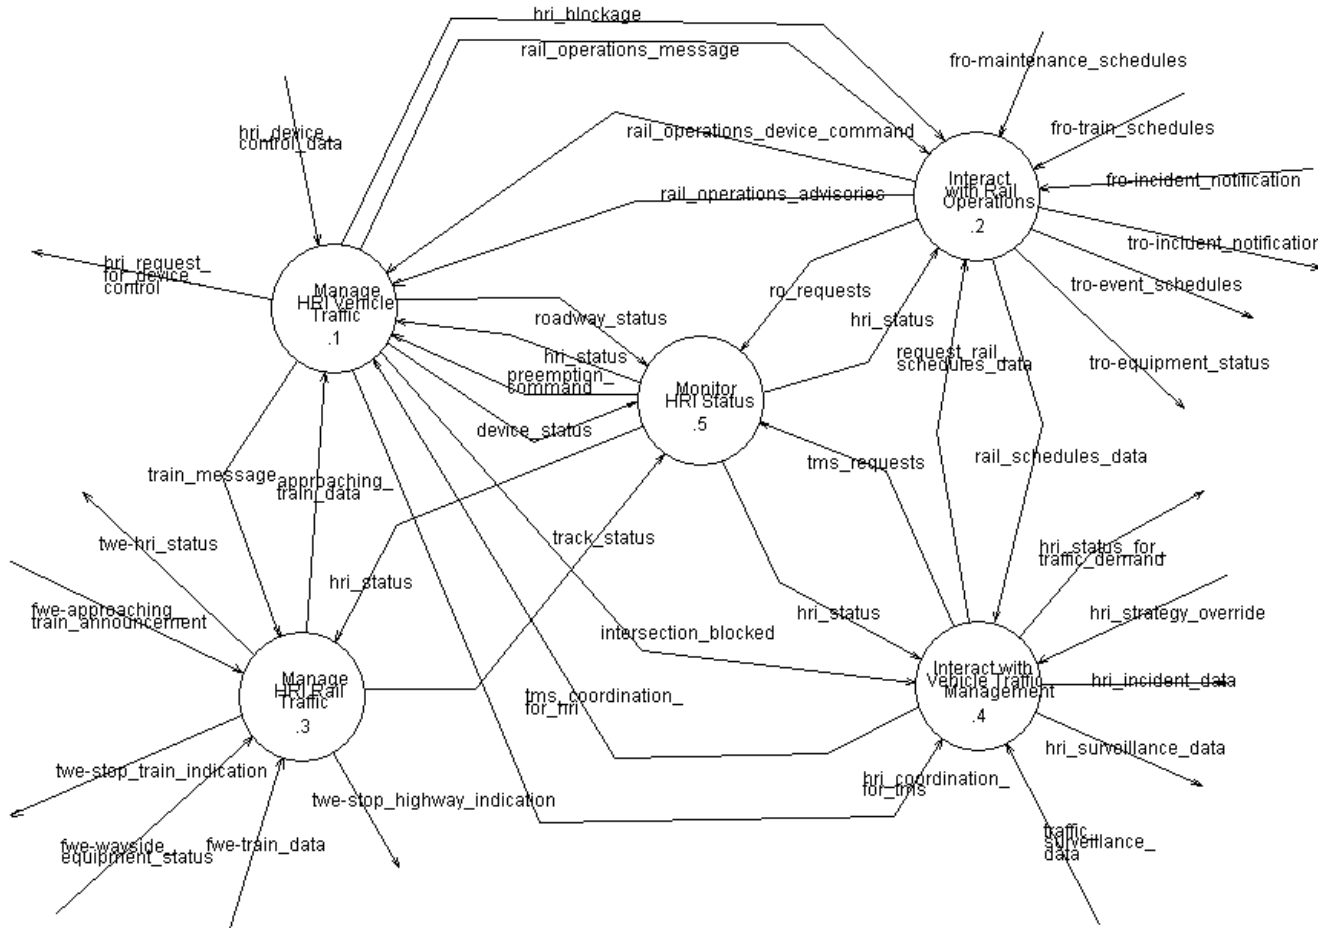 hri_blockage
rail_operations_message
fro-maintenance_schedules
hri_device_
control_data
rail_operations_device_command
fro-train_schedules
fro-incident_notification
rail_operations_advisories
Interact
with Rail
Operations
.2
tro-incident_notification
hri_request_
for_device_
control
Manage
HRI Vehicle
Traffic
.1
tro-event_schedules
ro_requests
roadway_status
hri_status
hri_status
request_rail_
schedules_data
tro-equipment_status
preemption_
command
Monitor
HRI Status
.5
device_status
train_message
approaching_
train_data
tms_requests
rail_schedules_data
twe-hri_status
track_status
hri_status_for_
traffic_demand
hri_status
fwe-approaching_
train_announcement
hri_status
hri_strategy_override
intersection_blocked
Manage
HRI Rail
Traffic
.3
Interact with
Vehicle Traffic
Management
.4
hri_incident_data
tms_coordination_
for_hri
hri_surveillance_data
twe-stop_train_indication
hri_coordination_
for_tms
twe-stop_highway_indication
fwe-wayside_
equipment_status
fwe-train_data
traffic_
surveillance_
data